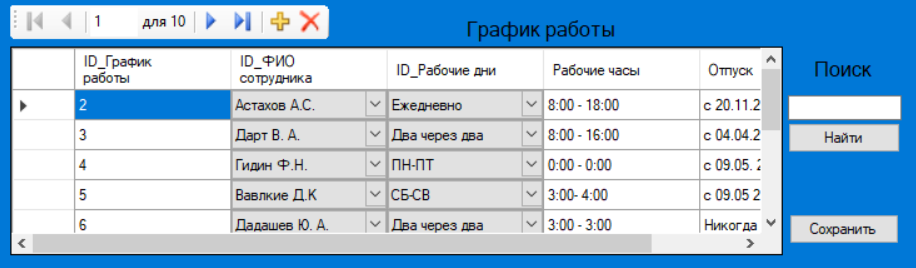 1 для 10
График работы
ID_График работы ID_ФИО сотрудника ID_Рабочие дни Рабочие часы Отпуск
2 Астахов А.С. Ежедневно 8:00 - 18:00 с 20.11.2
3 Дарт В. А. Два через два 8:00 - 16:00 с 04.04.2
4 Гидин Ф.Н. ПН-ПТ 0:00 - 0:00 с 09.05. 2
5 Вавлкие Д.К СБ-СВ 3:00- 4:00 с 09.05 2
6 Дадашев Ю. А. Два через два 3:00 - 3:00 Никогда
Поиск
Найти
Сохранить